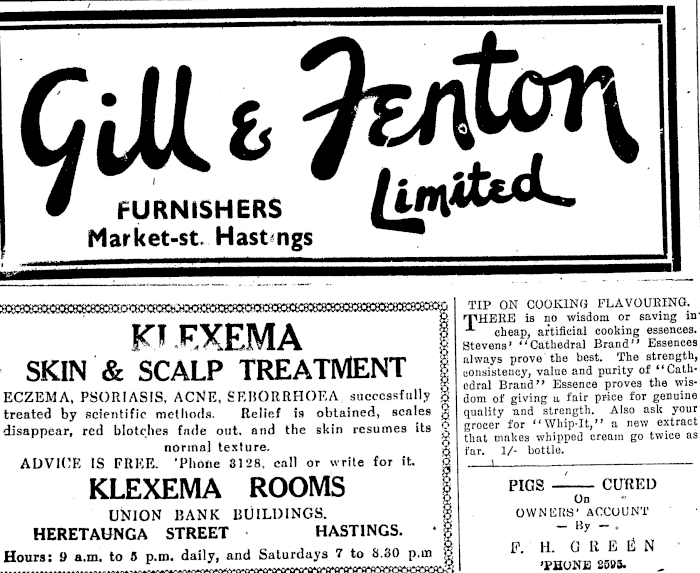 Gill & Fenton
Limited
FURNISHERS
Market-st. Hastings
KLEXEMA
SKIN & SCALP TREATMENT
ECZEMA, PSORIASIS, ACNE, SEBORRHOEA successfully
treated by scientific methods. Relief is obtained, scales
disappear, red blotches fade out, and the skin resumes its
normal texture.
ADVICE IS FREE. 'Phone 3128, call or write for it.
KLEXEMA ROOMS
UNION BANK BUILDINGS.
HERETAUNGA STREET HASTINGS.
Hours: 9 a.m. to 5 p.m. daily, and Saturdays 7 to 8.30 p.m
TIP ON COOKING FLAVOURING.
THERE is no wisdom or saving in
cheap, artificial cooking essences.
Stevens' "Cathedral Brand" Essences
always prove the best. The strength,
consistency, value and purity of "Cath-
edral Brand" Essence proves the wis-
dom of giving a fair price for genuine
quality and strength. Also ask your
grocer for "Whip-It," a new extract
that makes whipped cream go twice as
far. 1/- bottle.
PIGS —— CURED
On
OWNERS' ACCOUNT
— By —
F. H. GREEN
'PHONE 2595.